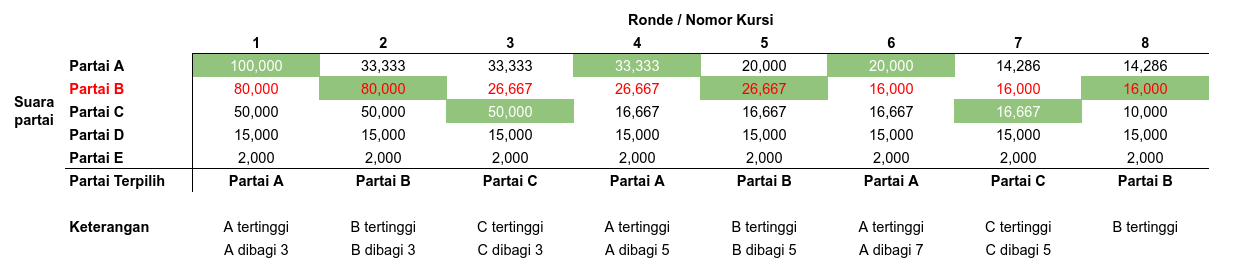 Ronde / Nomor Kursi
1 2 3 4 5 6 7 8
Partai A 100,000 33,333 33,333 33,333 20,000 20,000 14,286 14,286
Partai B 80,000 80,000 26,667 26,667 26,667 16,000 16,000 16,000
Suara partai
Partai C 50,000 50,000 50,000 16,667 16,667 16,667 16,667 10,000
Partai D 15,000 15,000 15,000 15,000 15,000 15,000 15,000 15,000
Partai E 2,000 2,000 2,000 2,000 2,000 2,000 2,000 2,000
Partai Terpilih Partai A Partai B Partai C Partai A Partai B Partai A Partai C Partai B
Keterangan A tertinggi B tertinggi C tertinggi A tertinggi B tertinggi A tertinggi C tertinggi B tertinggi
A dibagi 3 B dibagi 3 C dibagi 3 A dibagi 5 B dibagi 5 A dibagi 7 C dibagi 5